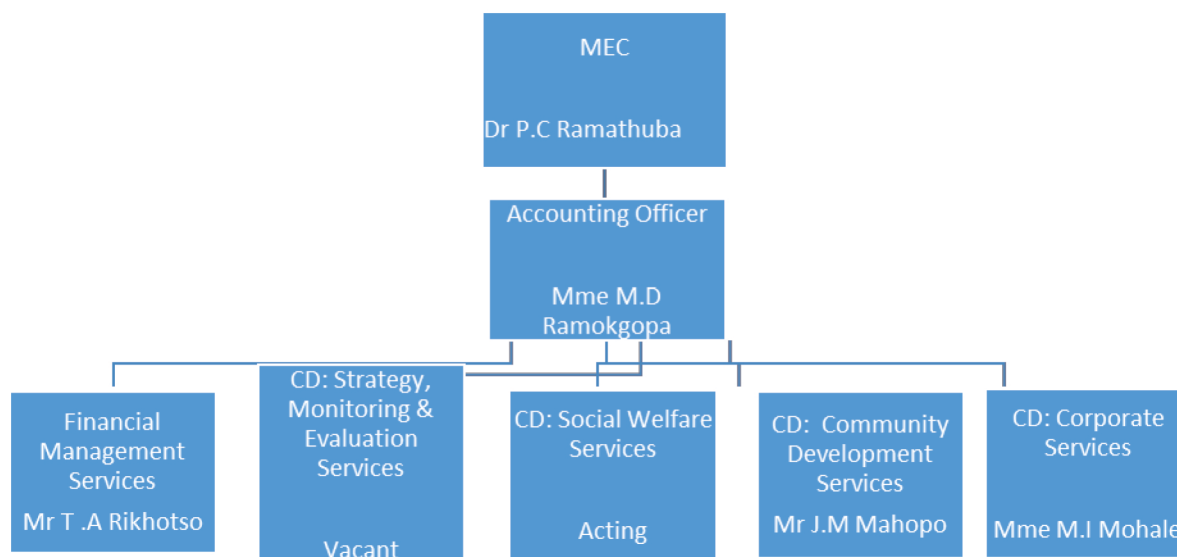 MEC
Dr P.C Ramathuba
Accounting Officer
Mme M.D
Ramokgopa
Financial
Management
Services
Mr T .A Rikhotso
CD: Strategy,
Monitoring &
Evaluation
Services
Vacant
CD: Social Welfare
Services
Acting
CD:  Community
Development
Services
Mr J.M Mahopo
CD: Corporate
Services
Mme M.I Mohale